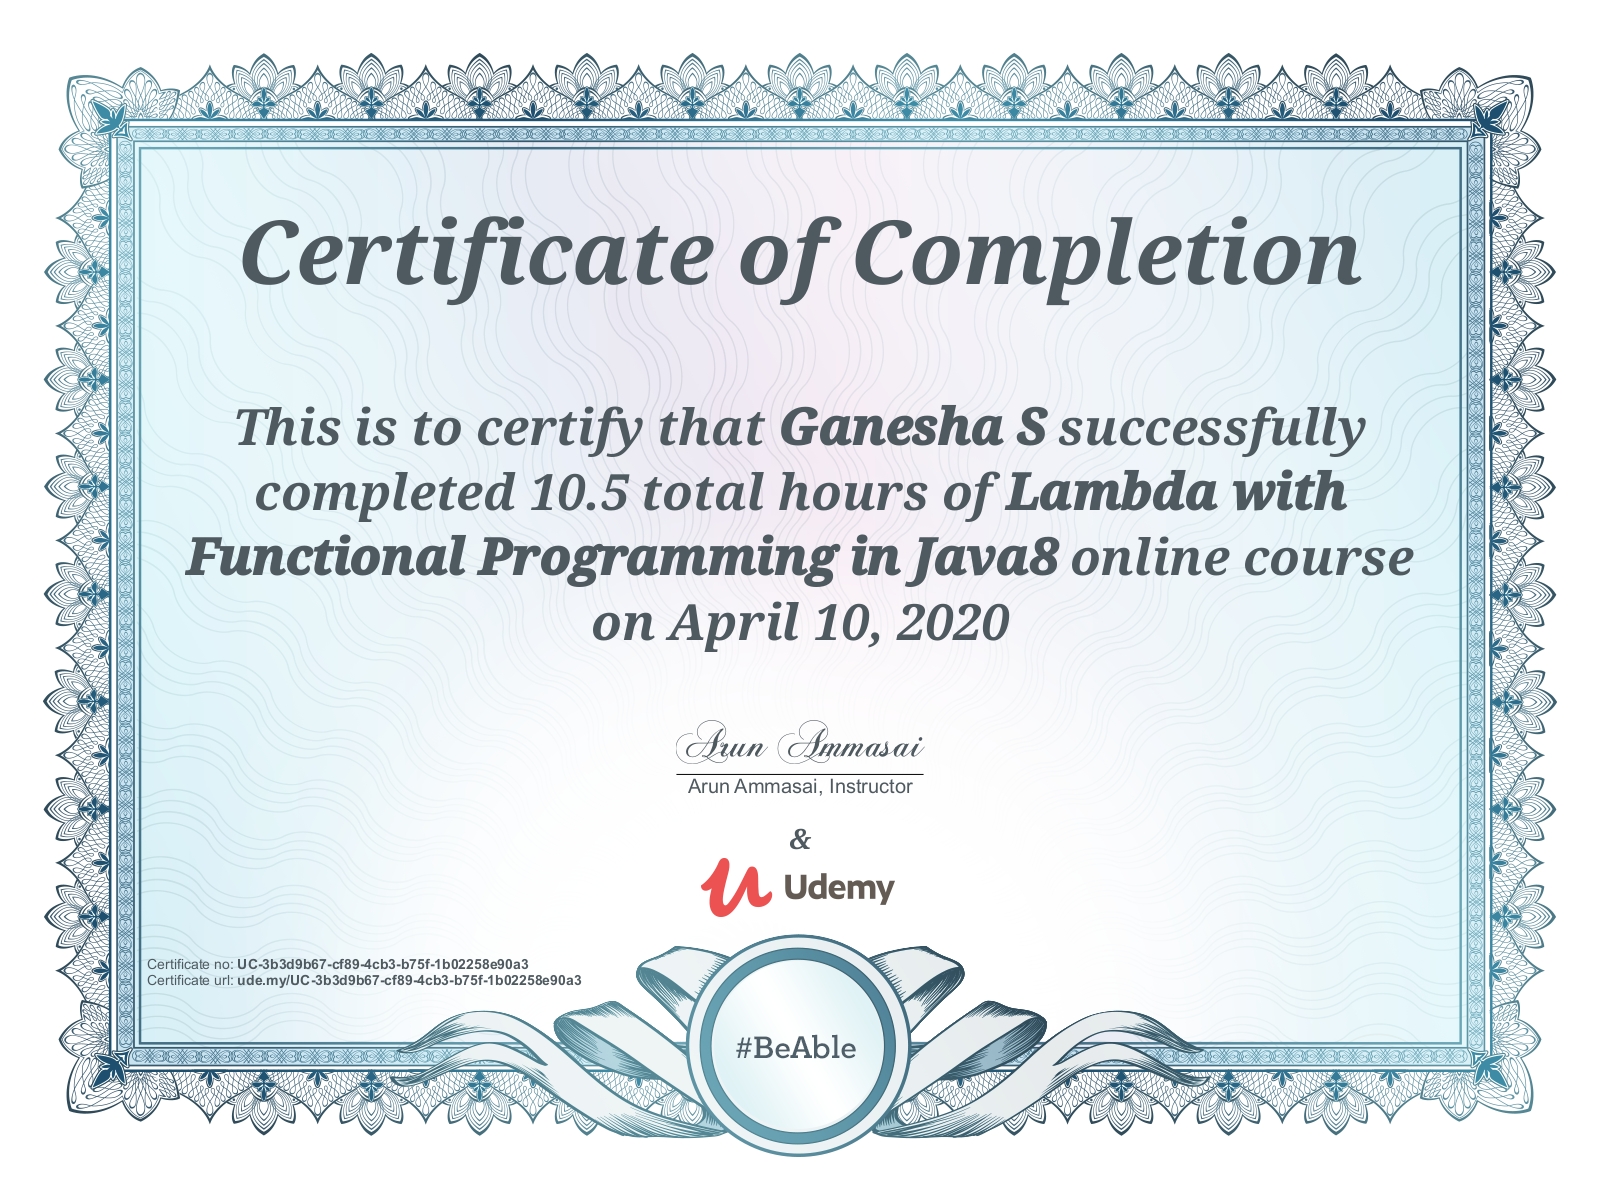 Certificate of Completion
This is to certify that Ganesha S successfully
completed 10.5 total hours of Lambda with
Functional Programming in Java8 online course
on April 10, 2020
Arun Ammasai
Arun Ammasai, Instructor
&
Udemy
Certificate no: UC-3b3d9b67-cf89-4cb3-b75f-1b02258e90a3
Certificate url: ude.my/UC-3b3d9b67-cf89-4cb3-b75f-1b02258e90a3
#BeAble